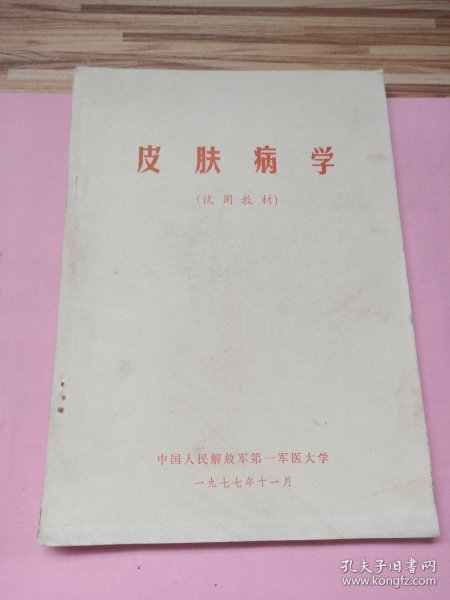 皮肤病学
(试用教材)
中国人民解放军第一军医大学
一九七七年十一月
孔夫子旧书网
www.kongfz.com